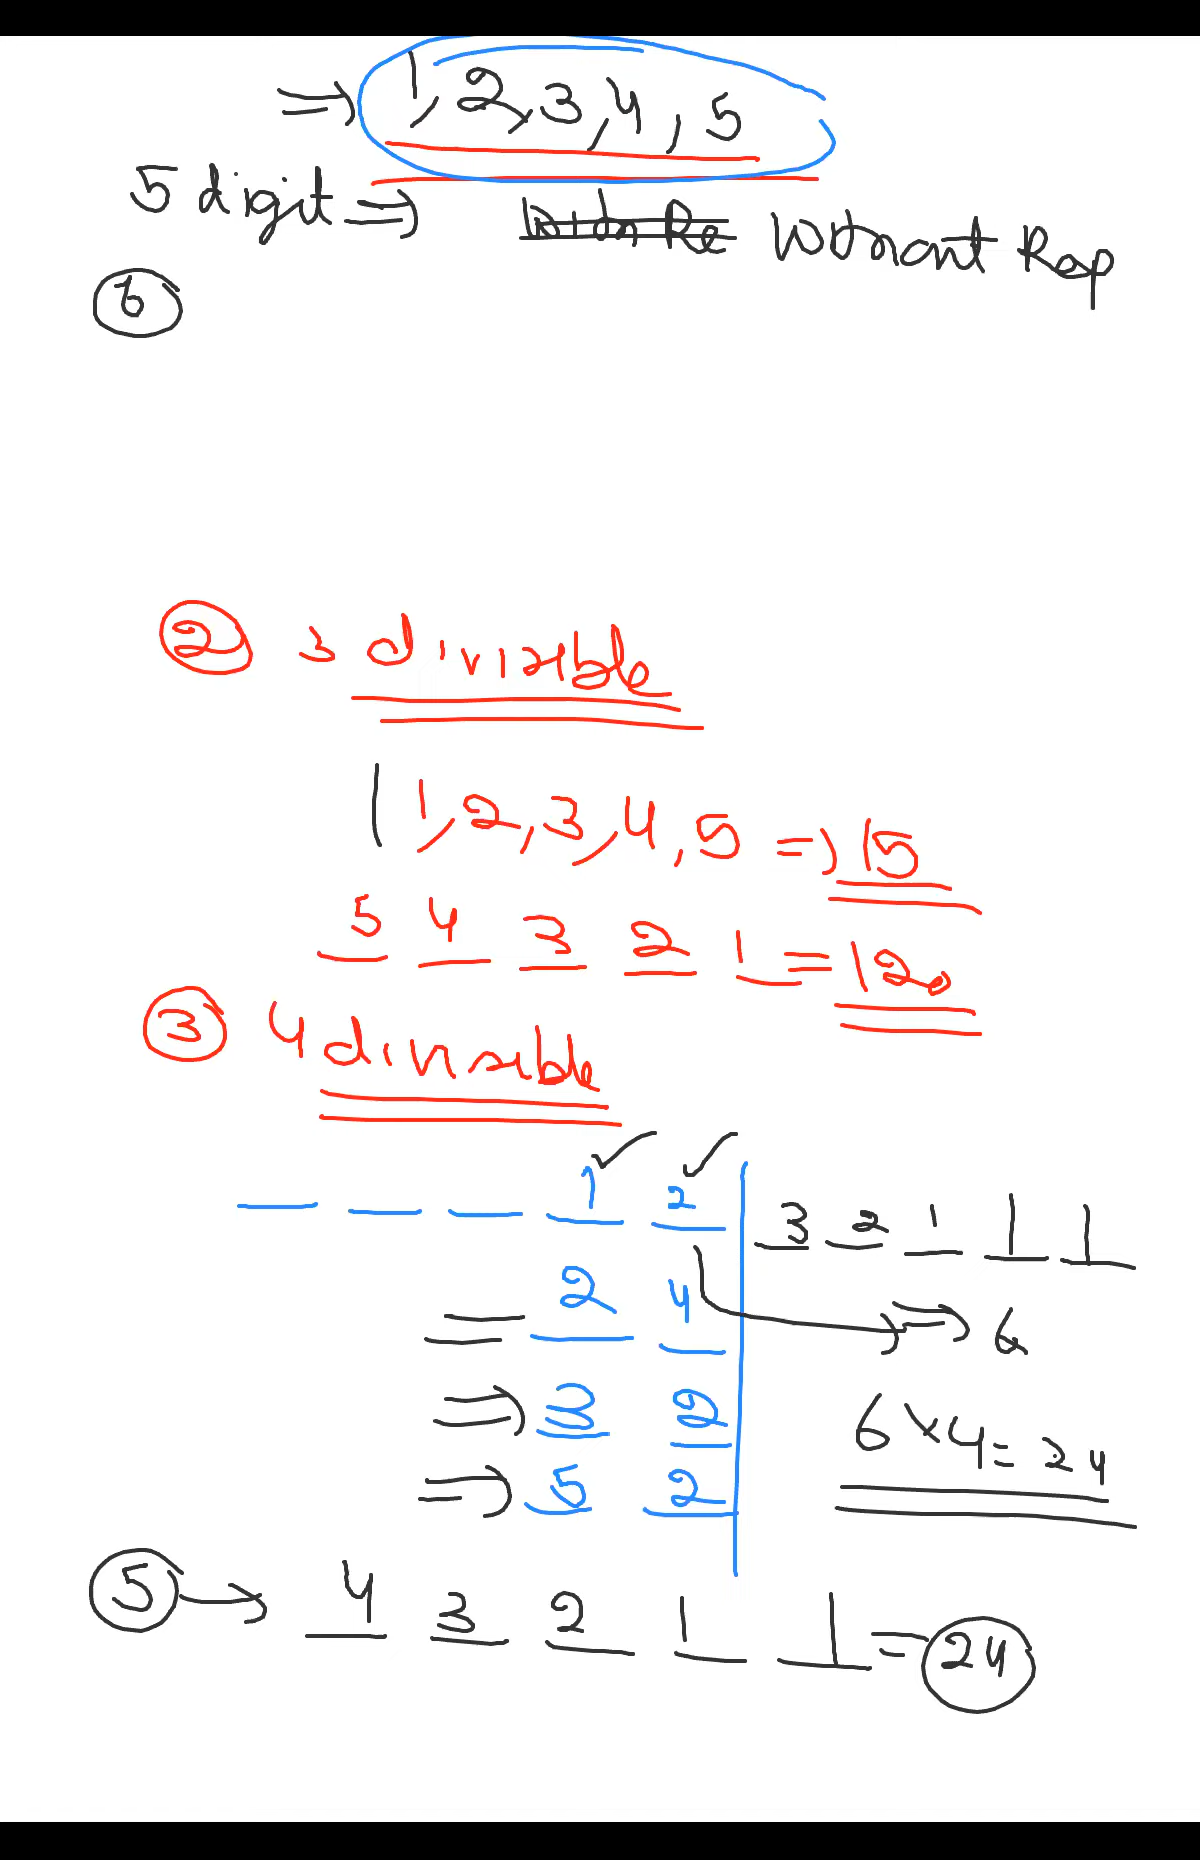 ⇒ 1, 2, 3, 4, 5
5 digit ⇒ Without Rep
6
2 3 divisible
1, 2, 3, 4, 5 ⇒ 15
5 4 3 2 1 = 120
3 4 divisible
1 2 3 2 1 1 1
= 2 4 ⇒ 6
⇒ 3 2 6 × 4 = 24
⇒ 5 2
5 → 4 3 2 1 1 = 24